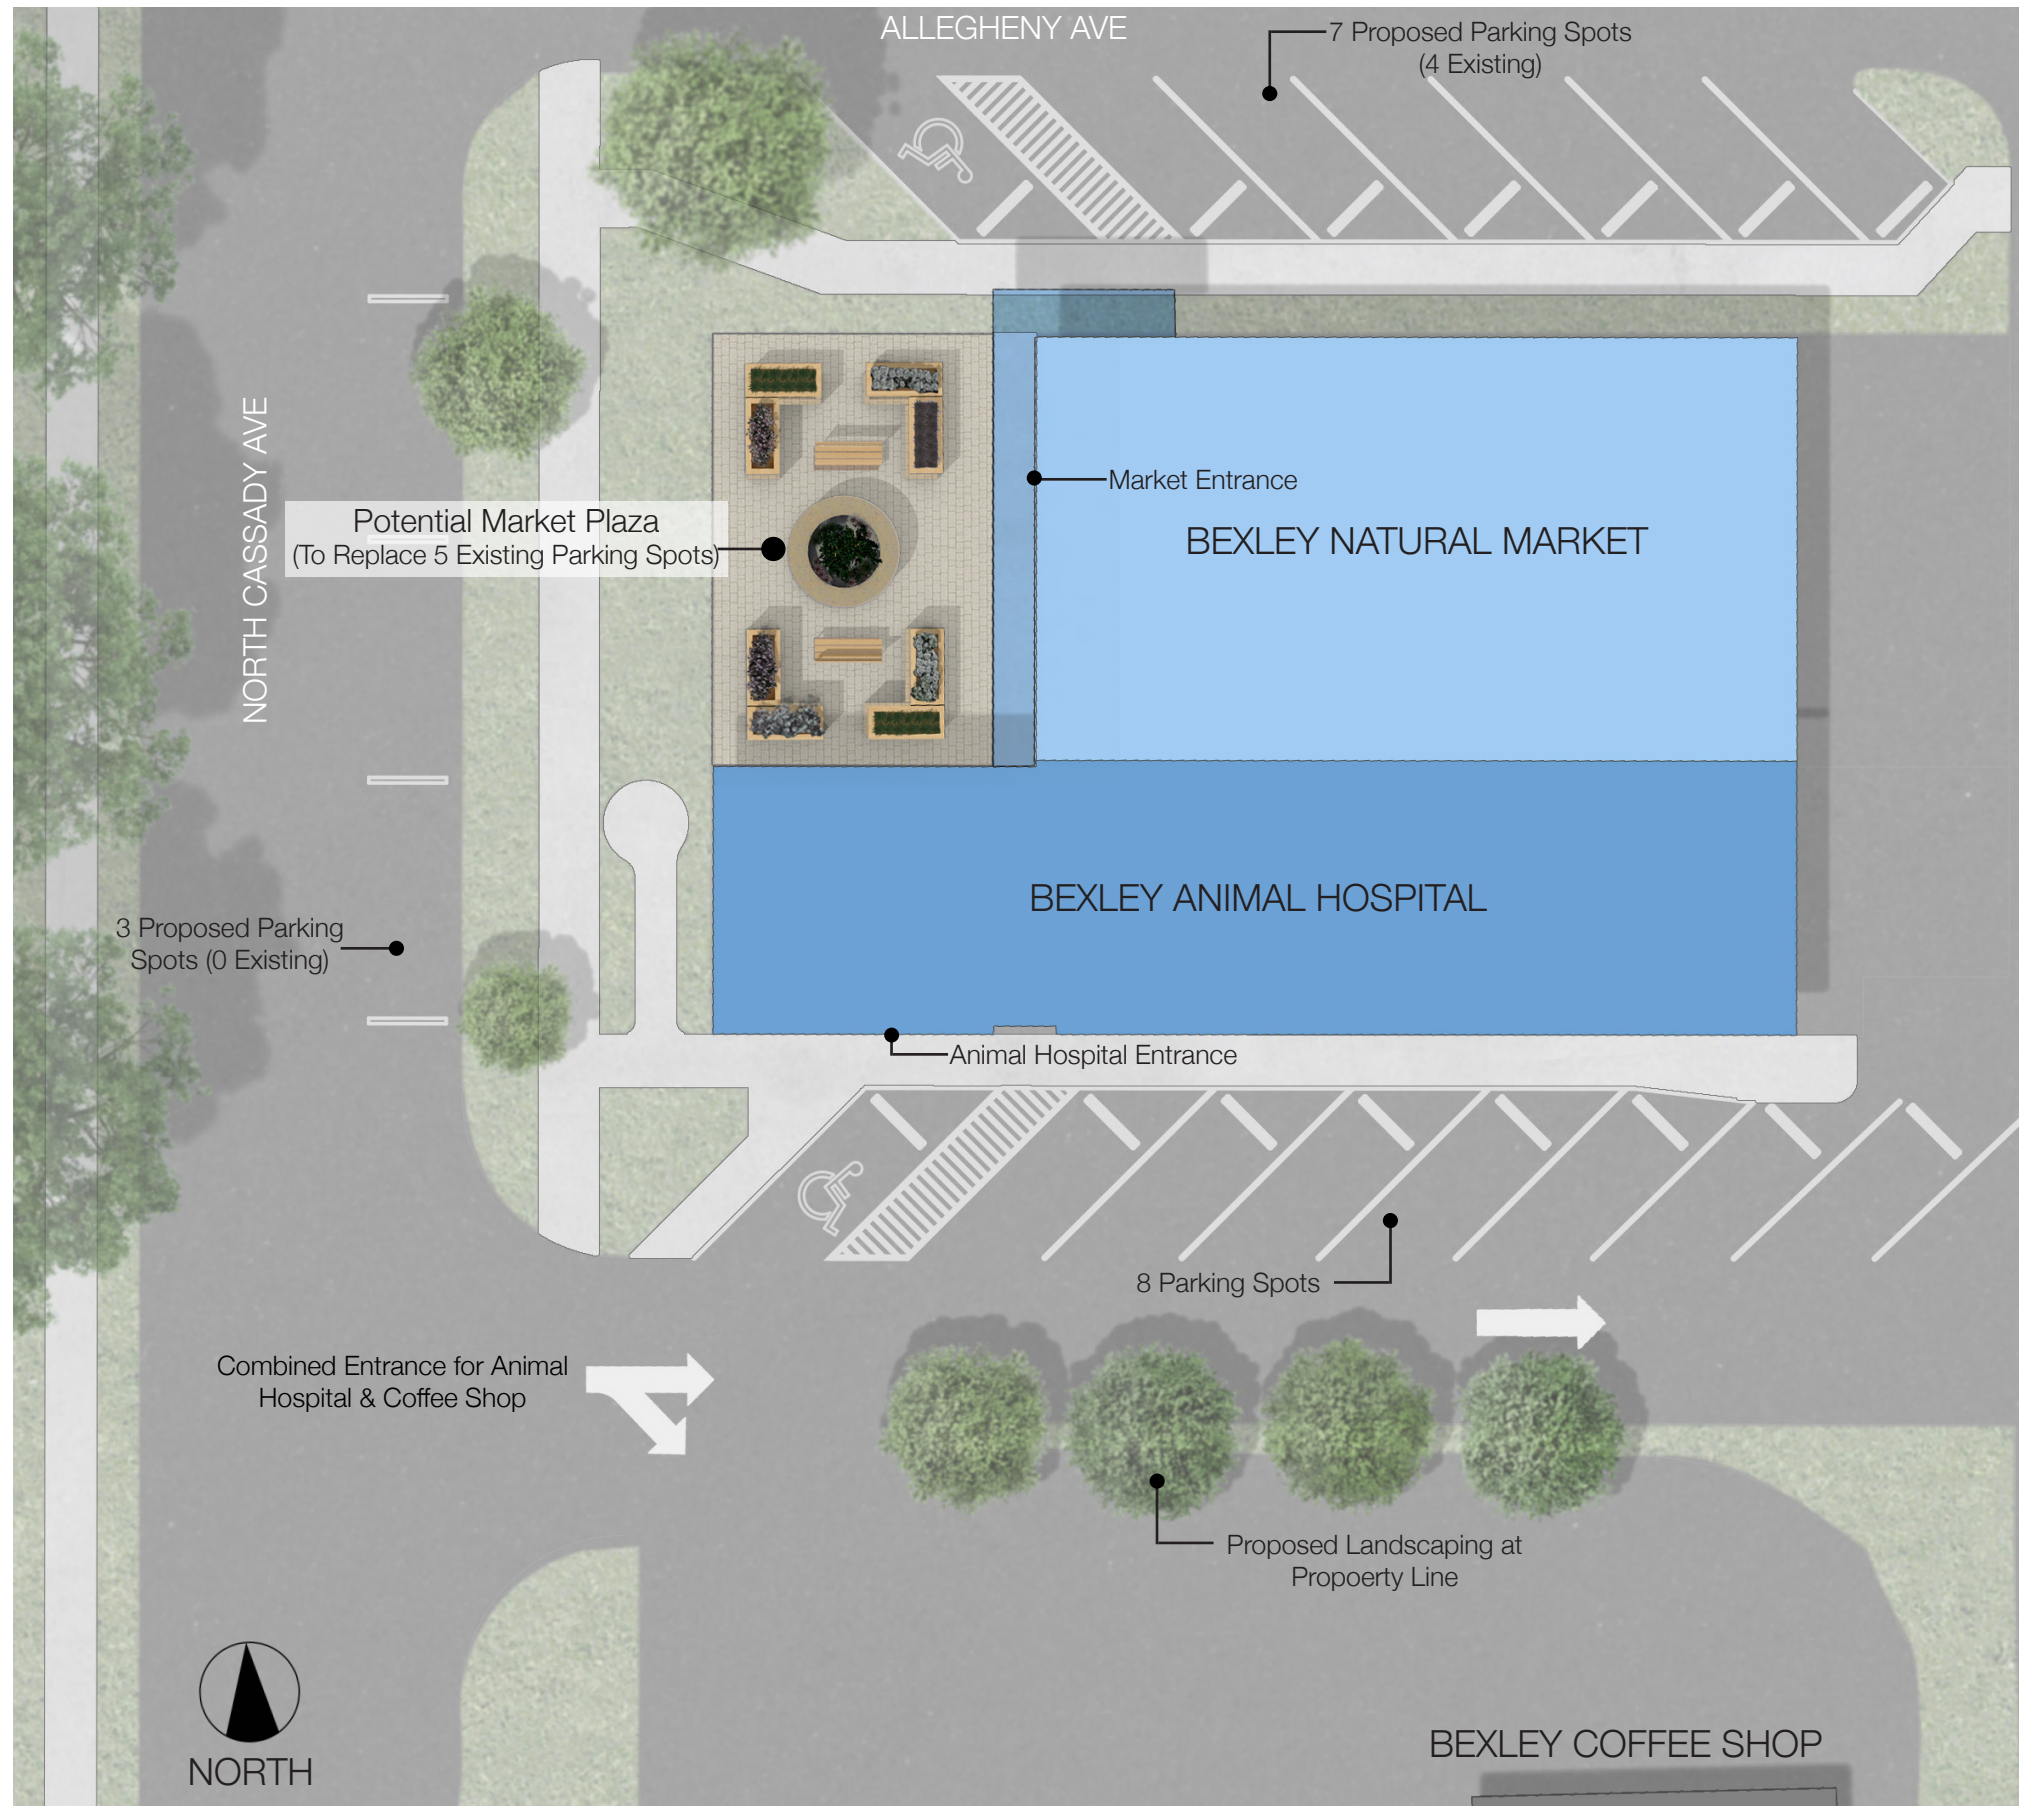 ALLEGHENY AVE
7 Proposed Parking Spots
(4 Existing)
NORTH CASSADY AVE
Market Entrance
Potential Market Plaza
(To Replace 5 Existing Parking Spots)
BEXLEY NATURAL MARKET
BEXLEY ANIMAL HOSPITAL
3 Proposed Parking
Spots (0 Existing)
Animal Hospital Entrance
8 Parking Spots
Combined Entrance for Animal
Hospital & Coffee Shop
Proposed Landscaping at
Propoerty Line
NORTH
BEXLEY COFFEE SHOP